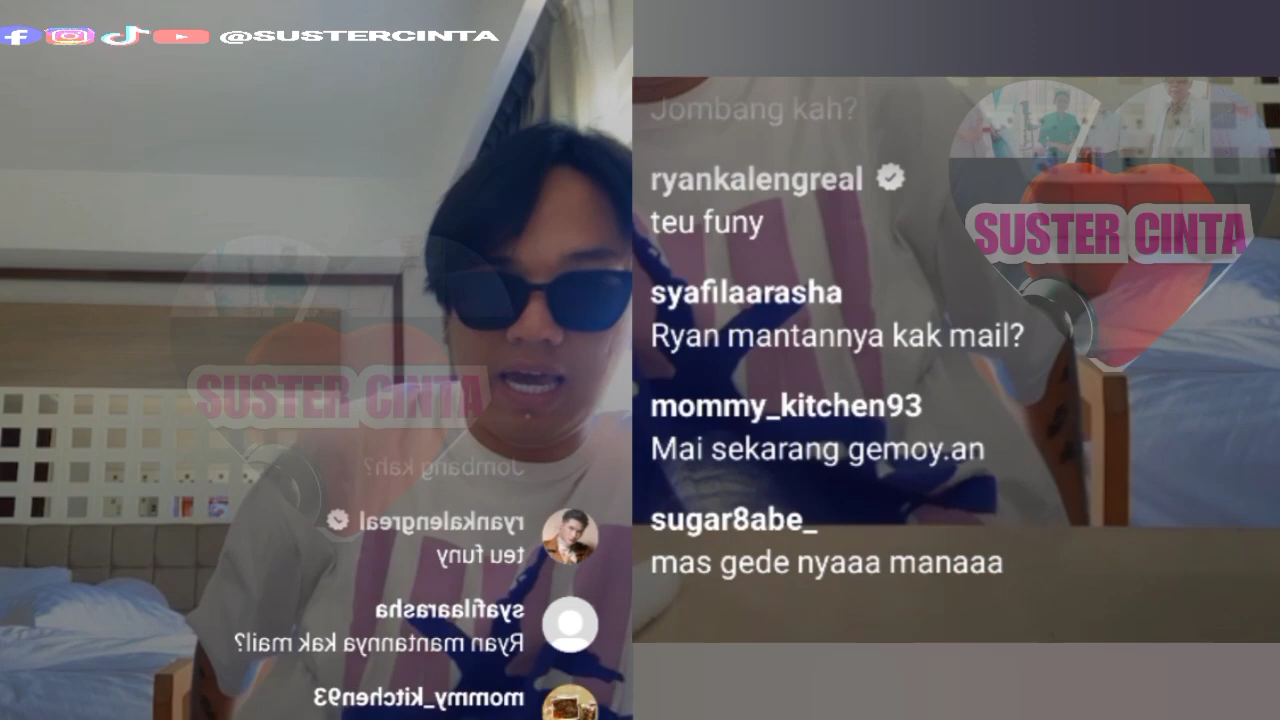 @SUSTERCINTA
SUSTER CINTA
Jombang kah?
ryankalengreal
teu funy
syafilaarasha
Ryan mantannya kak mail?
mommy_kitchen93
Jombang kah?
ryankalengreal
teu funy
syafilaarasha
Ryan mantannya kak mail?
mommy_kitchen93
Mai sekarang gemoy.an
sugar8abe_
mas gede nyaaa manaaa
SUSTER CINTA